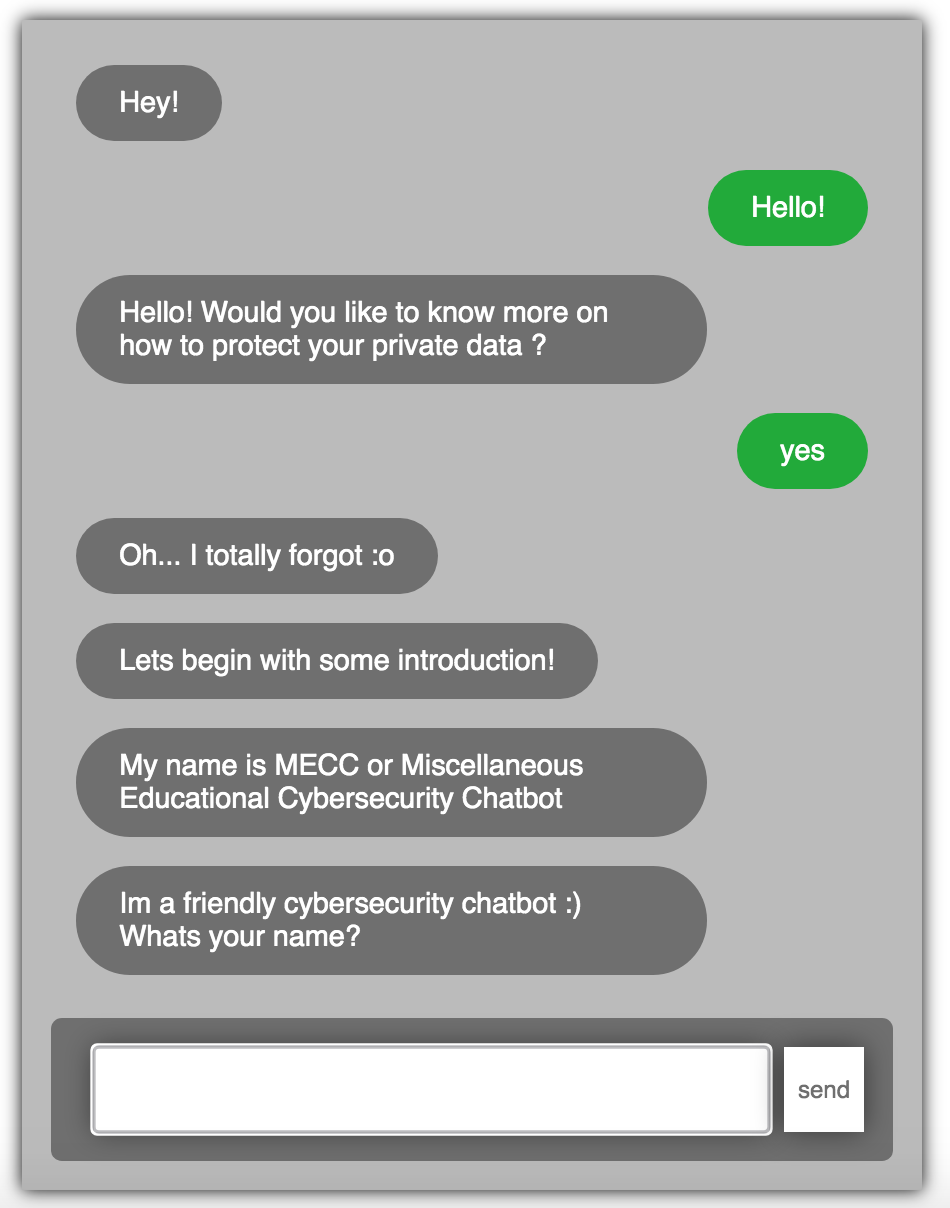 Hey!
Hello!
Hello! Would you like to know more on
how to protect your private data ?
yes
Oh... I totally forgot :o
Lets begin with some introduction!
My name is MECC or Miscellaneous
Educational Cybersecurity Chatbot
Im a friendly cybersecurity chatbot :)
Whats your name?
send